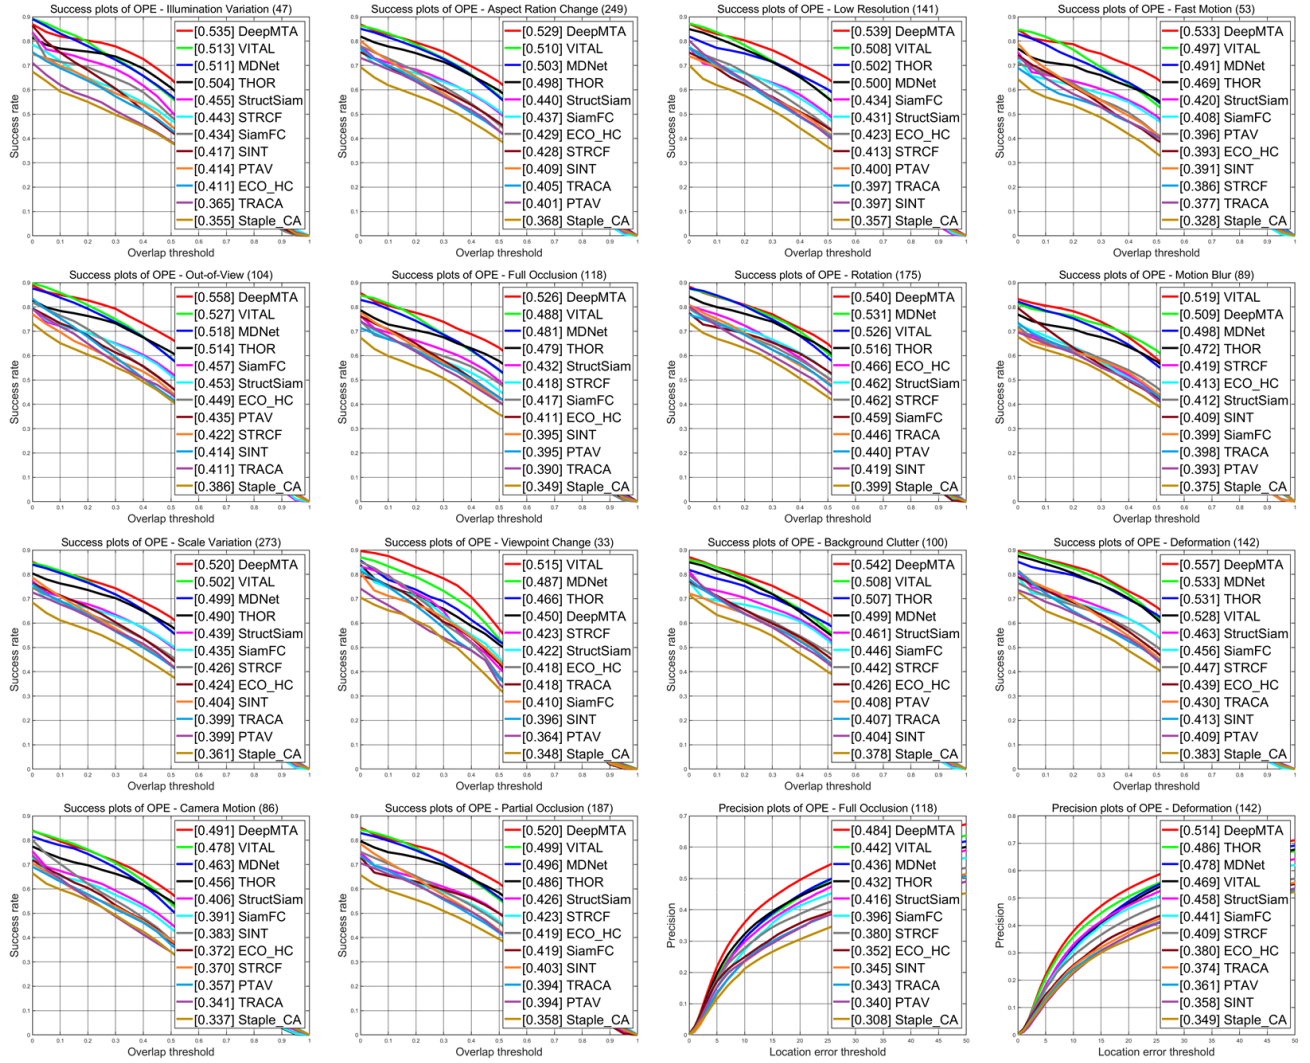 Success plots of OPE - Illumination Variation (47)
[0.535] DeepMTA
[0.513] VITAL
[0.511] MDNet
[0.504] THOR
[0.455] StructSiam
[0.443] STRCF
[0.434] SiamFC
[0.417] SINT
[0.414] PTAV
[0.411] ECO_HC
[0.365] TRACA
[0.355] Staple_CA
Success rate
Overlap threshold
Success plots of OPE - Aspect Ration Change (249)
[0.529] DeepMTA
[0.510] VITAL
[0.503] MDNet
[0.498] THOR
[0.440] StructSiam
[0.437] SiamFC
[0.429] ECO_HC
[0.428] STRCF
[0.409] SINT
[0.405] TRACA
[0.401] PTAV
[0.368] Staple_CA
Success rate
Overlap threshold
Success plots of OPE - Low Resolution (141)
[0.539] DeepMTA
[0.508] VITAL
[0.502] THOR
[0.500] MDNet
[0.434] SiamFC
[0.431] StructSiam
[0.423] ECO_HC
[0.413] STRCF
[0.400] PTAV
[0.397] TRACA
[0.397] SINT
[0.357] Staple_CA
Success rate
Overlap threshold
Success plots of OPE - Fast Motion (53)
[0.533] DeepMTA
[0.497] VITAL
[0.491] MDNet
[0.469] THOR
[0.420] StructSiam
[0.408] SiamFC
[0.396] PTAV
[0.393] ECO_HC
[0.391] SINT
[0.386] STRCF
[0.377] TRACA
[0.328] Staple_CA
Success rate
Overlap threshold
Success plots of OPE - Out-of-View (104)
[0.558] DeepMTA
[0.527] VITAL
[0.518] MDNet
[0.514] THOR
[0.457] SiamFC
[0.453] StructSiam
[0.449] ECO_HC
[0.435] PTAV
[0.422] STRCF
[0.414] SINT
[0.411] TRACA
[0.386] Staple_CA
Success rate
Overlap threshold
Success plots of OPE - Full Occlusion (118)
[0.526] DeepMTA
[0.488] VITAL
[0.481] MDNet
[0.479] THOR
[0.432] StructSiam
[0.418] STRCF
[0.417] SiamFC
[0.411] ECO_HC
[0.395] SINT
[0.395] PTAV
[0.390] TRACA
[0.349] Staple_CA
Success rate
Overlap threshold
Success plots of OPE - Rotation (175)
[0.540] DeepMTA
[0.531] MDNet
[0.526] VITAL
[0.516] THOR
[0.466] ECO_HC
[0.462] StructSiam
[0.462] STRCF
[0.459] SiamFC
[0.446] TRACA
[0.440] PTAV
[0.419] SINT
[0.399] Staple_CA
Success rate
Overlap threshold
Success plots of OPE - Motion Blur (89)
[0.519] VITAL
[0.509] DeepMTA
[0.498] MDNet
[0.472] THOR
[0.419] STRCF
[0.413] ECO_HC
[0.412] StructSiam
[0.409] SINT
[0.399] SiamFC
[0.398] TRACA
[0.393] PTAV
[0.375] Staple_CA
Success rate
Overlap threshold
Success plots of OPE - Scale Variation (273)
[0.520] DeepMTA
[0.502] VITAL
[0.499] MDNet
[0.490] THOR
[0.439] StructSiam
[0.435] SiamFC
[0.426] STRCF
[0.424] ECO_HC
[0.404] SINT
[0.399] TRACA
[0.399] PTAV
[0.361] Staple_CA
Success rate
Overlap threshold
Success plots of OPE - Viewpoint Change (33)
[0.515] VITAL
[0.487] MDNet
[0.466] THOR
[0.450] DeepMTA
[0.423] STRCF
[0.422] StructSiam
[0.418] ECO_HC
[0.418] TRACA
[0.410] SiamFC
[0.396] SINT
[0.364] PTAV
[0.348] Staple_CA
Success rate
Overlap threshold
Success plots of OPE - Background Clutter (100)
[0.542] DeepMTA
[0.508] VITAL
[0.507] THOR
[0.499] MDNet
[0.461] StructSiam
[0.446] SiamFC
[0.442] STRCF
[0.426] ECO_HC
[0.408] PTAV
[0.407] TRACA
[0.404] SINT
[0.378] Staple_CA
Success rate
Overlap threshold
Success plots of OPE - Deformation (142)
[0.557] DeepMTA
[0.533] MDNet
[0.531] THOR
[0.528] VITAL
[0.463] StructSiam
[0.456] SiamFC
[0.447] STRCF
[0.439] ECO_HC
[0.430] TRACA
[0.413] SINT
[0.409] PTAV
[0.383] Staple_CA
Success rate
Overlap threshold
Success plots of OPE - Camera Motion (86)
[0.491] DeepMTA
[0.478] VITAL
[0.463] MDNet
[0.456] THOR
[0.406] StructSiam
[0.391] SiamFC
[0.383] SINT
[0.372] ECO_HC
[0.370] STRCF
[0.357] PTAV
[0.341] TRACA
[0.337] Staple_CA
Success rate
Overlap threshold
Success plots of OPE - Partial Occlusion (187)
[0.520] DeepMTA
[0.499] VITAL
[0.496] MDNet
[0.486] THOR
[0.426] StructSiam
[0.423] STRCF
[0.419] ECO_HC
[0.419] SiamFC
[0.403] SINT
[0.394] TRACA
[0.394] PTAV
[0.358] Staple_CA
Success rate
Overlap threshold
Precision plots of OPE - Full Occlusion (118)
[0.484] DeepMTA
[0.442] VITAL
[0.436] MDNet
[0.432] THOR
[0.416] StructSiam
[0.396] SiamFC
[0.380] STRCF
[0.352] ECO_HC
[0.345] SINT
[0.343] TRACA
[0.340] PTAV
[0.308] Staple_CA
Precision
Location error threshold
Precision plots of OPE - Deformation (142)
[0.514] DeepMTA
[0.486] THOR
[0.478] MDNet
[0.469] VITAL
[0.458] StructSiam
[0.441] SiamFC
[0.409] STRCF
[0.380] ECO_HC
[0.374] TRACA
[0.361] PTAV
[0.358] SINT
[0.349] Staple_CA
Precision
Location error threshold